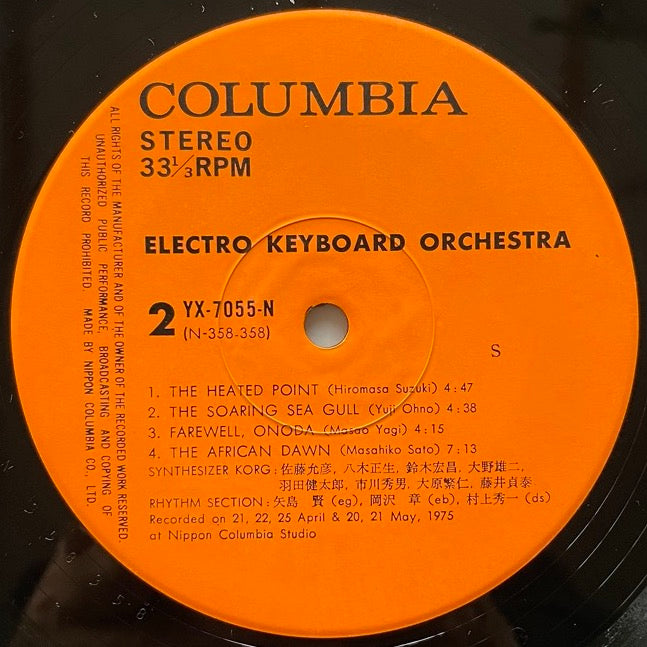 COLUMBIA
STEREO
33⅓RPM
ELECTRO KEYBOARD ORCHESTRA
2 YX-7055-N
(N-358-358)
S
1. THE HEATED POINT (Hiromasa Suzuki) 4:47
2. THE SOARING SEA GULL (Yuji Ohno) 4:38
3. FAREWELL, ONODA (Masao Yagi) 4:15
4. THE AFRICAN DAWN (Masahiko Sato) 7:13
SYNTHESIZER KORG:佐藤允彦, 八木正生, 鈴木宏昌, 大野雄二,
羽田健太郎, 市川秀男, 大原繁仁, 藤井貞泰
RHYTHM SECTION:矢島 賢(eg), 岡沢 章(eb), 村上秀一(ds)
Recorded on 21, 22, 25 April & 20, 21 May, 1975
at Nippon Columbia Studio
ALL RIGHTS OF THE MANUFACTURER AND OF THE OWNER OF THE RECORDED WORK RESERVED.
UNAUTHORIZED PUBLIC PERFORMANCE, BROADCASTING AND COPYING OF
THIS RECORD PROHIBITED. MADE BY NIPPON COLUMBIA CO., LTD.